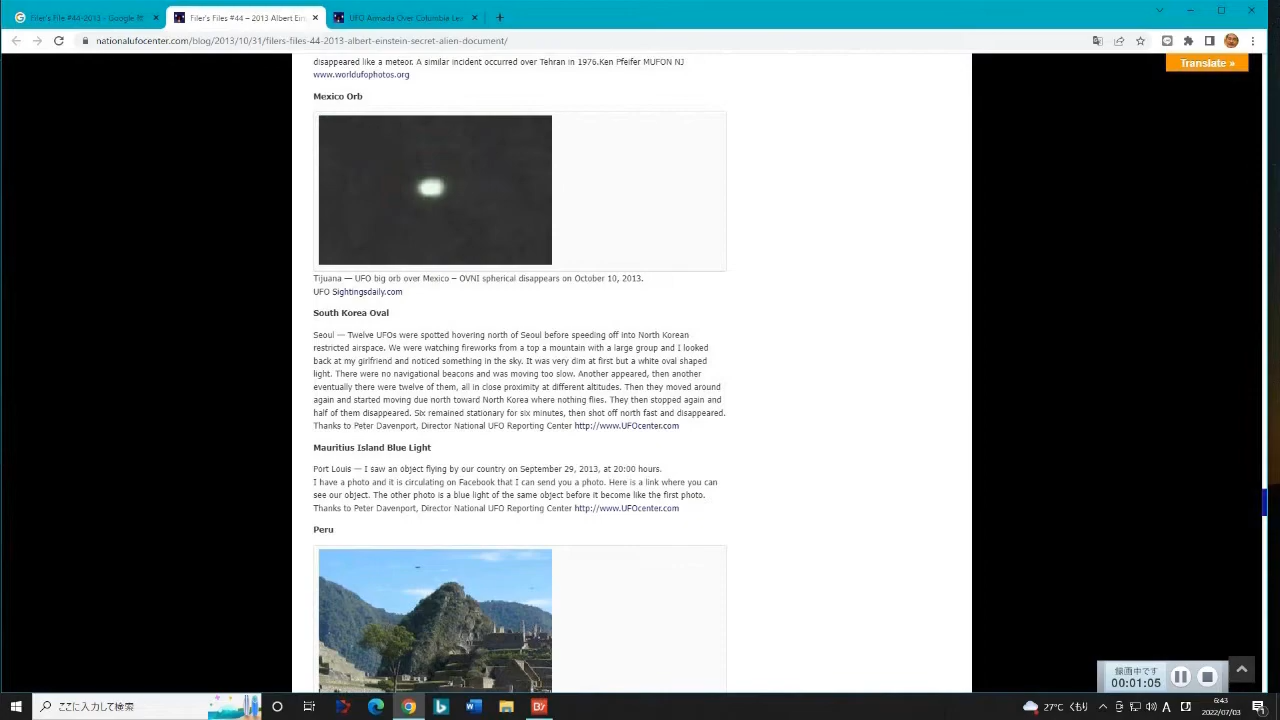 Filer's Files #44-2013 - Google 検
Filer's Files #44 – 2013 Albert Ein
UFO Armada Over Columbia Le
nationalufocenter.com/blog/2013/10/31/filers-files-44-2013-albert-einstein-secret-alien-document/
Translate »
disappeared like a meteor. A similar incident occurred over Tehran in 1976.Ken Pfeifer MUFON NJ
www.worldufophotos.org
Mexico Orb
Tijuana — UFO big orb over Mexico – OVNI spherical disappears on October 10, 2013.
UFO Sightingsdaily.com
South Korea Oval
Seoul — Twelve UFOs were spotted hovering north of Seoul before speeding off into North Korean
restricted airspace. We were watching fireworks from a top a mountain with a large group and I looked
back at my girlfriend and noticed something in the sky. It was very dim at first but a white oval shaped
light. There were no navigational beacons and was moving too slow. Another appeared, then another
eventually there were twelve of them, all in close proximity at different altitudes. Then they moved around
again and started moving due north toward North Korea where nothing flies. They then stopped again and
half of them disappeared. Six remained stationary for six minutes, then shot off north fast and disappeared.
Thanks to Peter Davenport, Director National UFO Reporting Center http://www.UFOcenter.com
Mauritius Island Blue Light
Port Louis — I saw an object flying by our country on September 29, 2013, at 20:00 hours.
I have a photo and it is circulating on Facebook that I can send you a photo. Here is a link where you can
see our object. The other photo is a blue light of the same object before it become like the first photo.
Thanks to Peter Davenport, Director National UFO Reporting Center http://www.UFOcenter.com
Peru
録画中です
00:01:05
ここに入力して検索
27°C くもり
A
6:43
2022/07/03